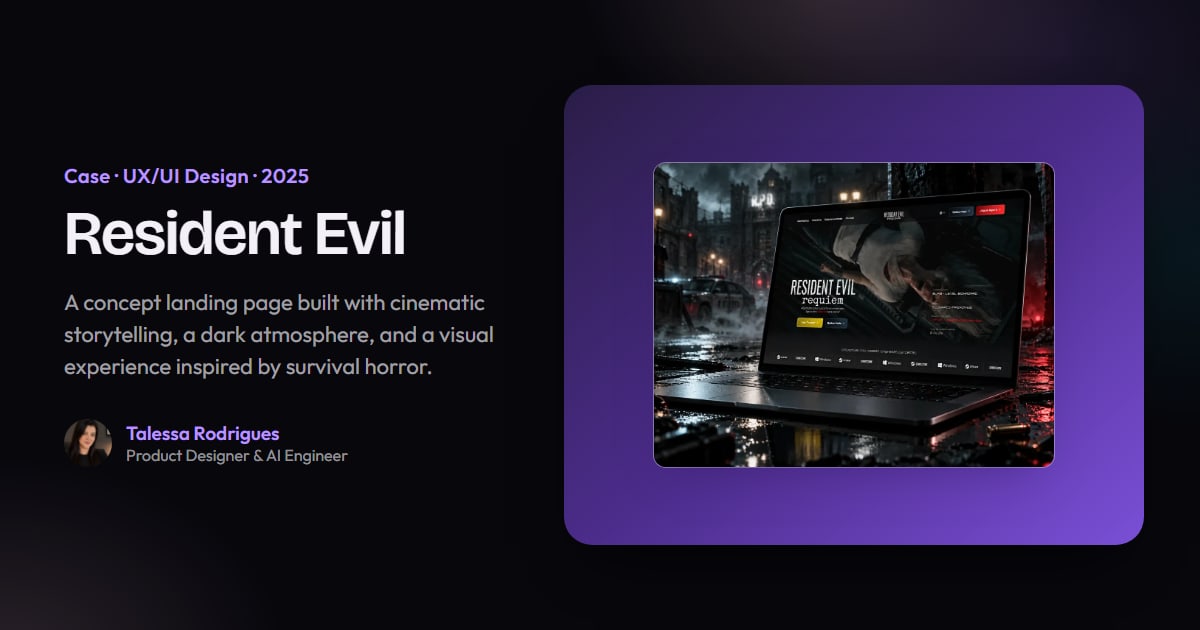 Case · UX/UI Design · 2025
Resident Evil
A concept landing page built with cinematic
storytelling, a dark atmosphere, and a visual
experience inspired by survival horror.
Talessa Rodrigues
Product Designer & AI Engineer
R.P.D.
RESIDENT EVIL
requiem